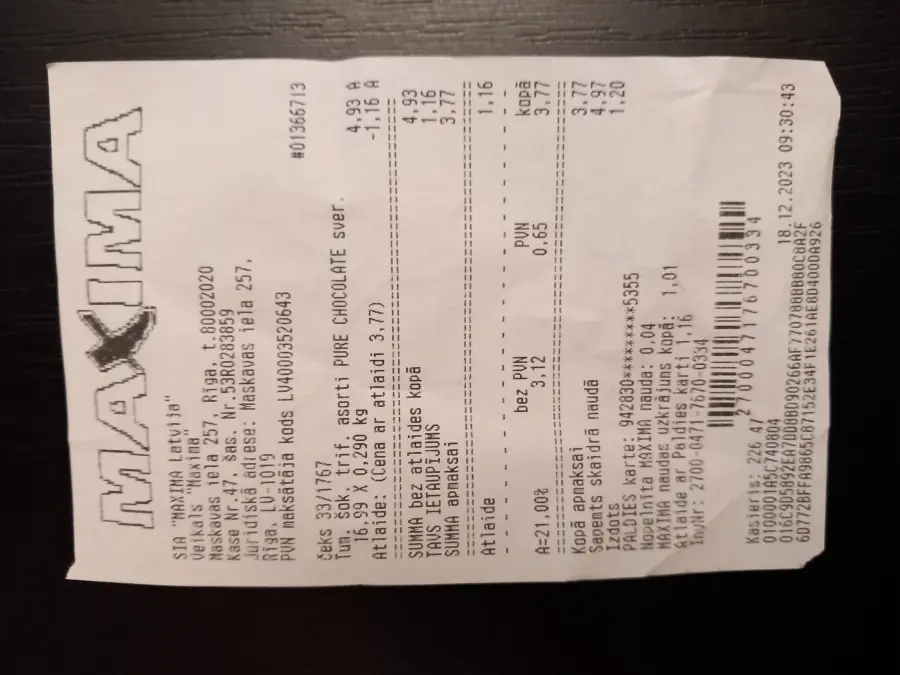 MAXIMA
SIA "MAXIMA Latvija"
Veikals "Maxima"
Maskavas iela 257, Rīga, t.80002020
Kase Nr.47, šas. Nr.53R0283859
Juridiskā adrese: Maskavas iela 257,
Rīga, LV-1019
PVN maksātāja kods LV40003520643
#01366713
Čeks 33/1767
Tum. šok. trif. asorti PURE CHOCOLATE sver.
16,99 X 0,290 kg 4,93 A
Atlaide: (Cena ar atlaidi 3,77) -1,16 A
SUMMA bez atlaides kopā 4,93
TAVS IETAUPĪJUMS 1,16
SUMMA apmaksai 3,77
Atlaide 1,16
bez PVN PVN kopā
A=21,00% 3,12 0,65 3,77
Kopā apmaksai 3,77
Saņemts skaidrā naudā 4,97
Izdots 1,20
PALDIES karte: 942830*********5355
Nopelnīta MAXIMA nauda: 0,04
MAXIMA naudas uzkrājums kopā: 1,01
Atlaide ar Paldies karti 1,16
InvNr: 2700-0471-7670-0334
2700047176700334
Kasieris: 226 47 18.12.2023 09:30:43
0100001A5C740804